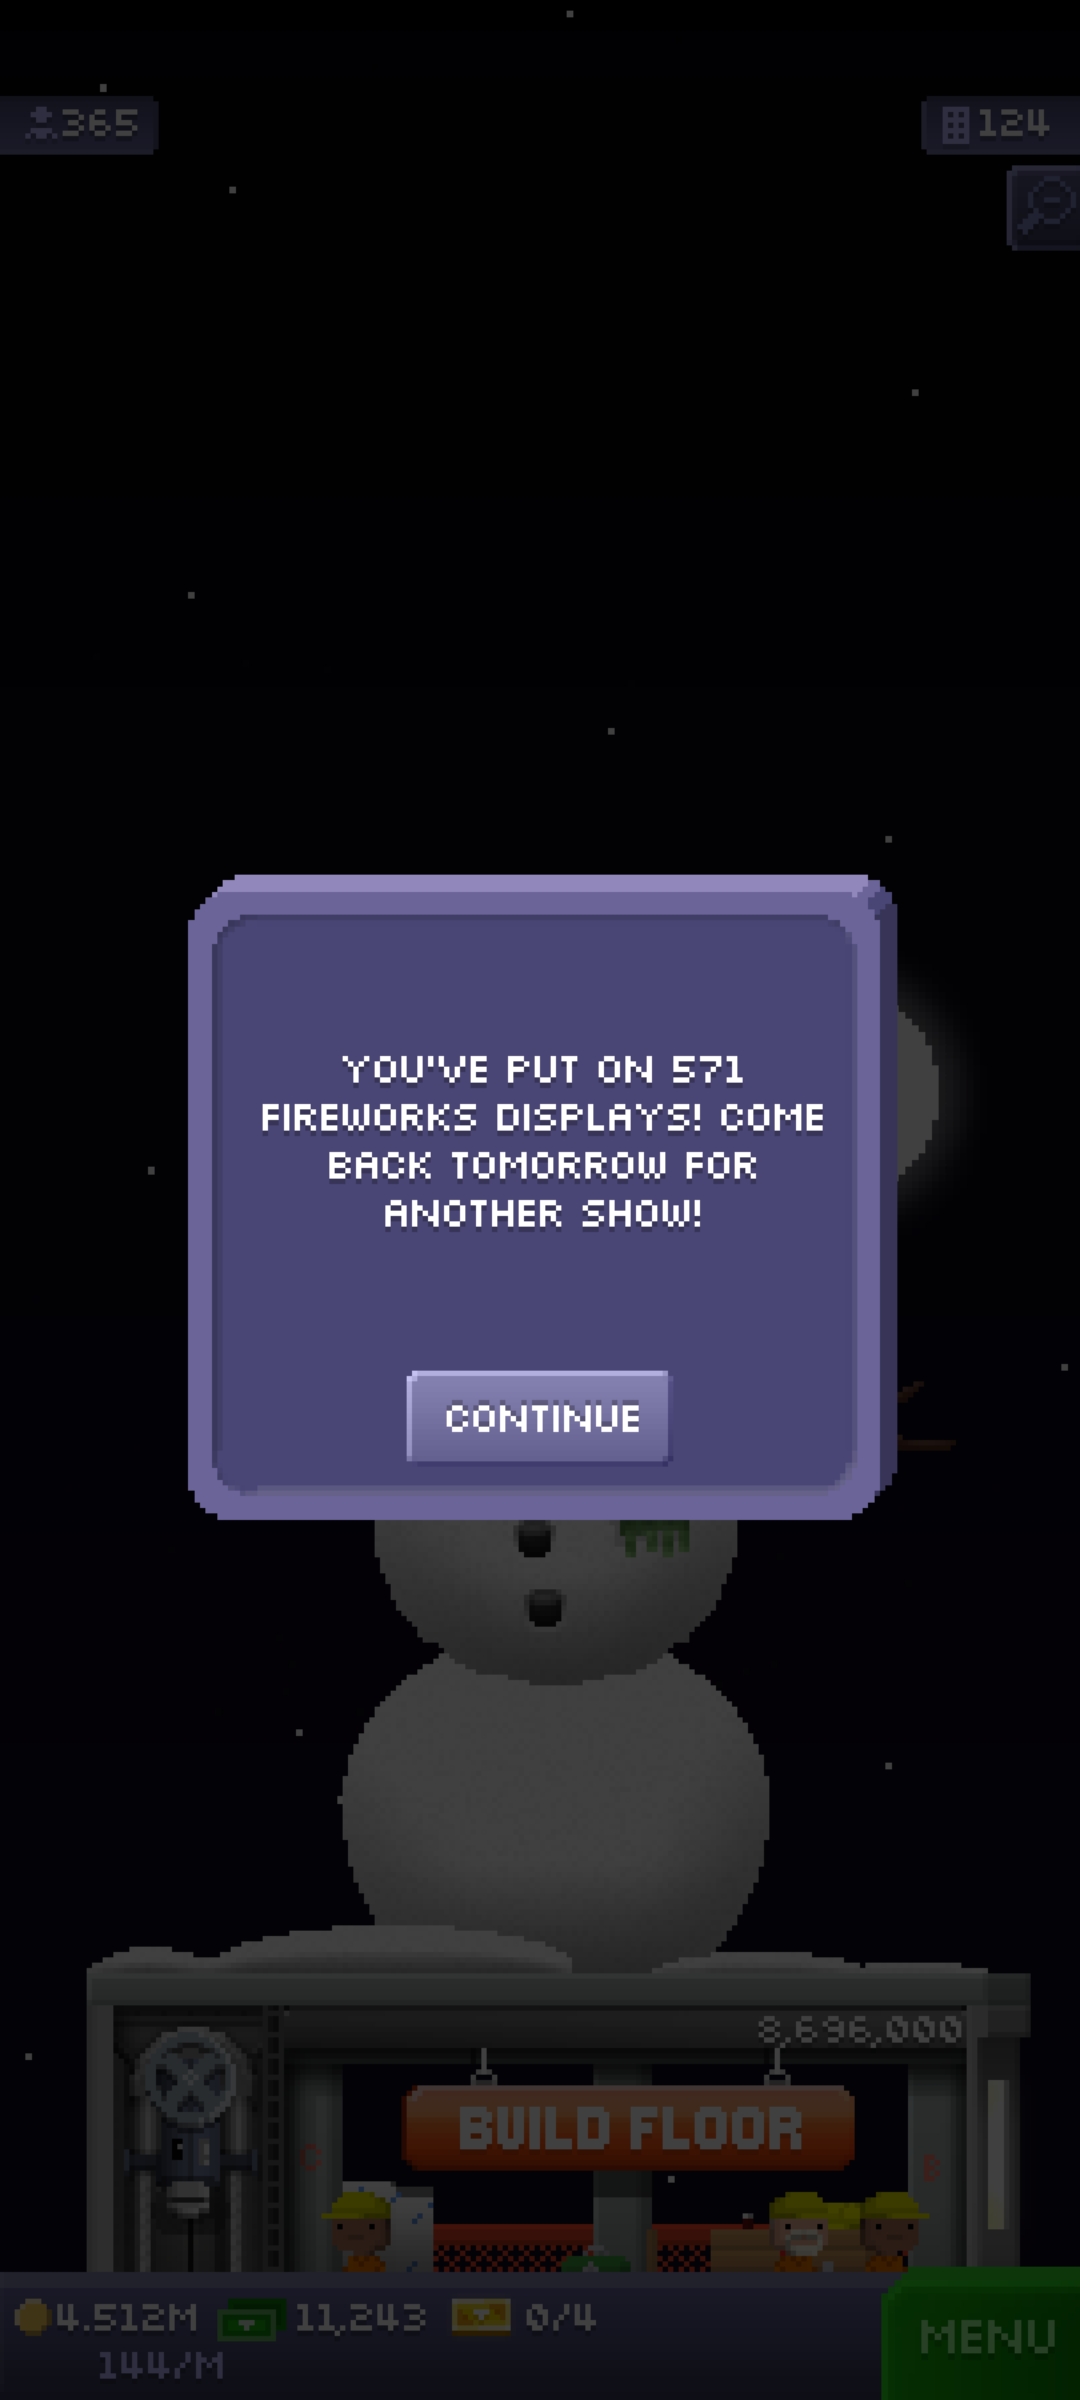 365
124
YOU'VE PUT ON 571
FIREWORKS DISPLAYS! COME
BACK TOMORROW FOR
ANOTHER SHOW!
CONTINUE
8,696,000
BUILD FLOOR
C
B
4.512M 11,243 0/4
144/M
MENU